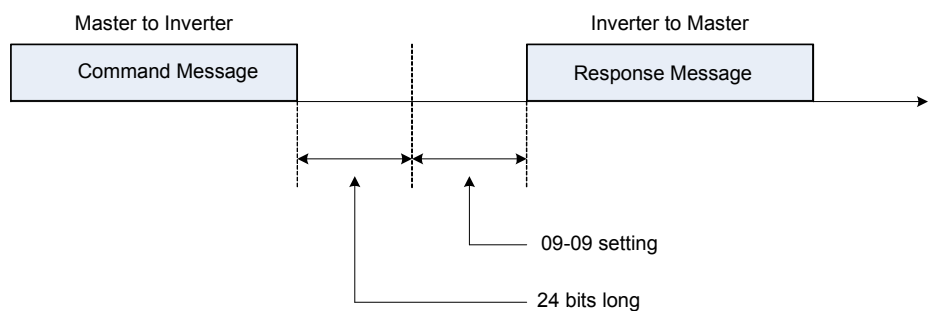 Master to Inverter
Inverter to Master
Command Message
Response Message
09-09 setting
24 bits long